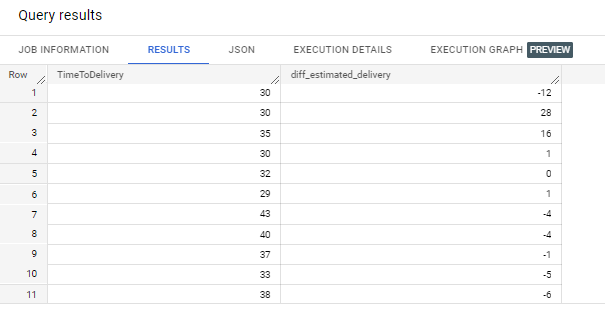 Query results
JOB INFORMATION RESULTS JSON EXECUTION DETAILS EXECUTION GRAPH PREVIEW
Row TimeToDelivery diff_estimated_delivery
1 30 -12
2 30 28
3 35 16
4 30 1
5 32 0
6 29 1
7 43 -4
8 40 -4
9 37 -1
10 33 -5
11 38 -6